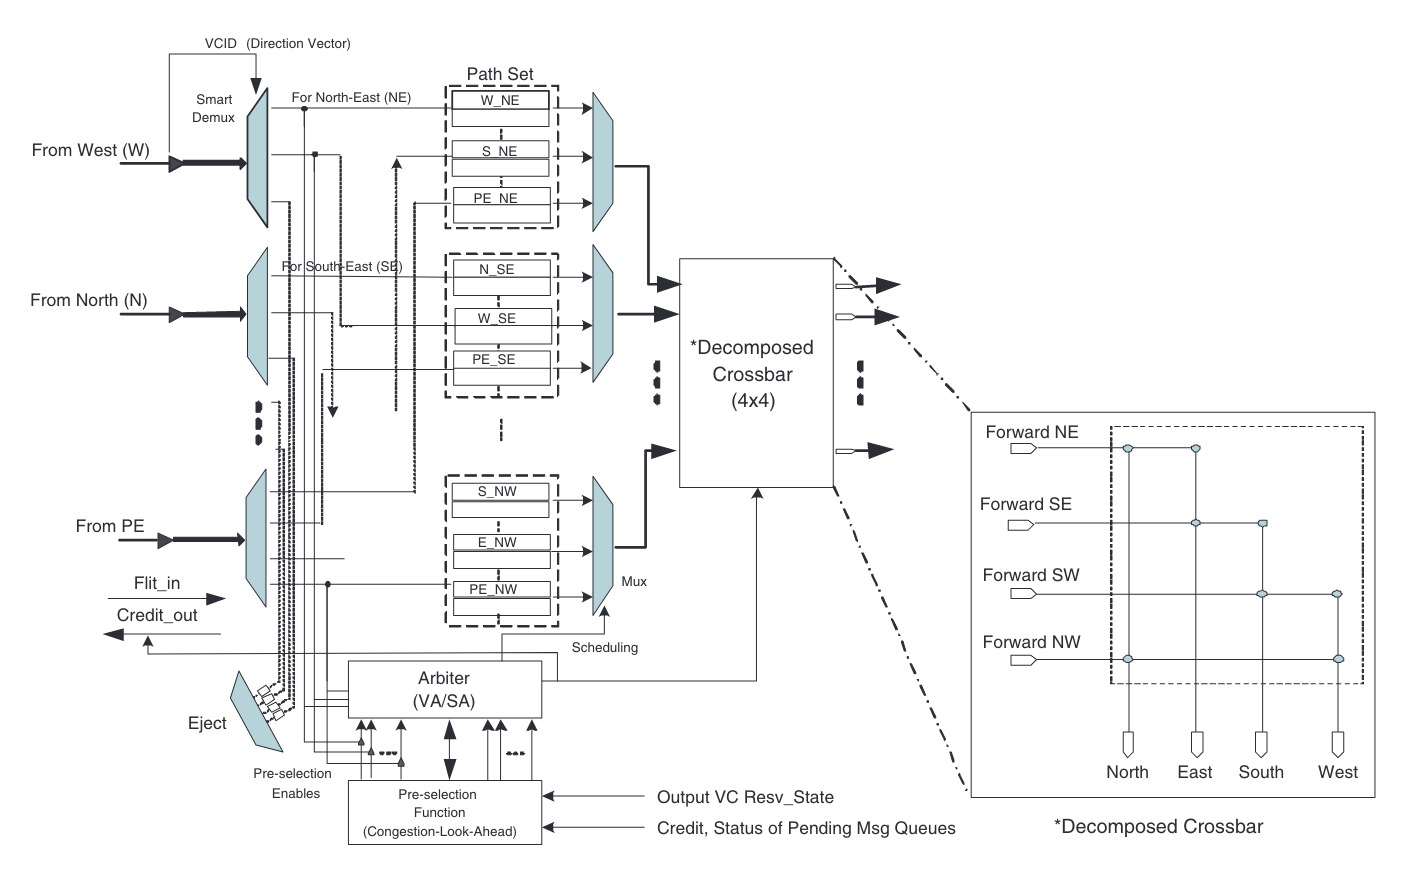 VCID (Direction Vector)
Smart
Demux
For North-East (NE)
Path Set
W_NE
S_NE
PE_NE
From West (W)
For South-East (SE)
From North (N)
N_SE
W_SE
PE_SE
*Decomposed
Crossbar
(4x4)
S_NW
E_NW
PE_NW
Mux
From PE
Flit_in
Credit_out
Scheduling
Arbiter
(VA/SA)
Eject
Pre-selection
Enables
Pre-selection
Function
(Congestion-Look-Ahead)
Output VC Resv_State
Credit, Status of Pending Msg Queues
Forward NE
Forward SE
Forward SW
Forward NW
North East South West
*Decomposed Crossbar